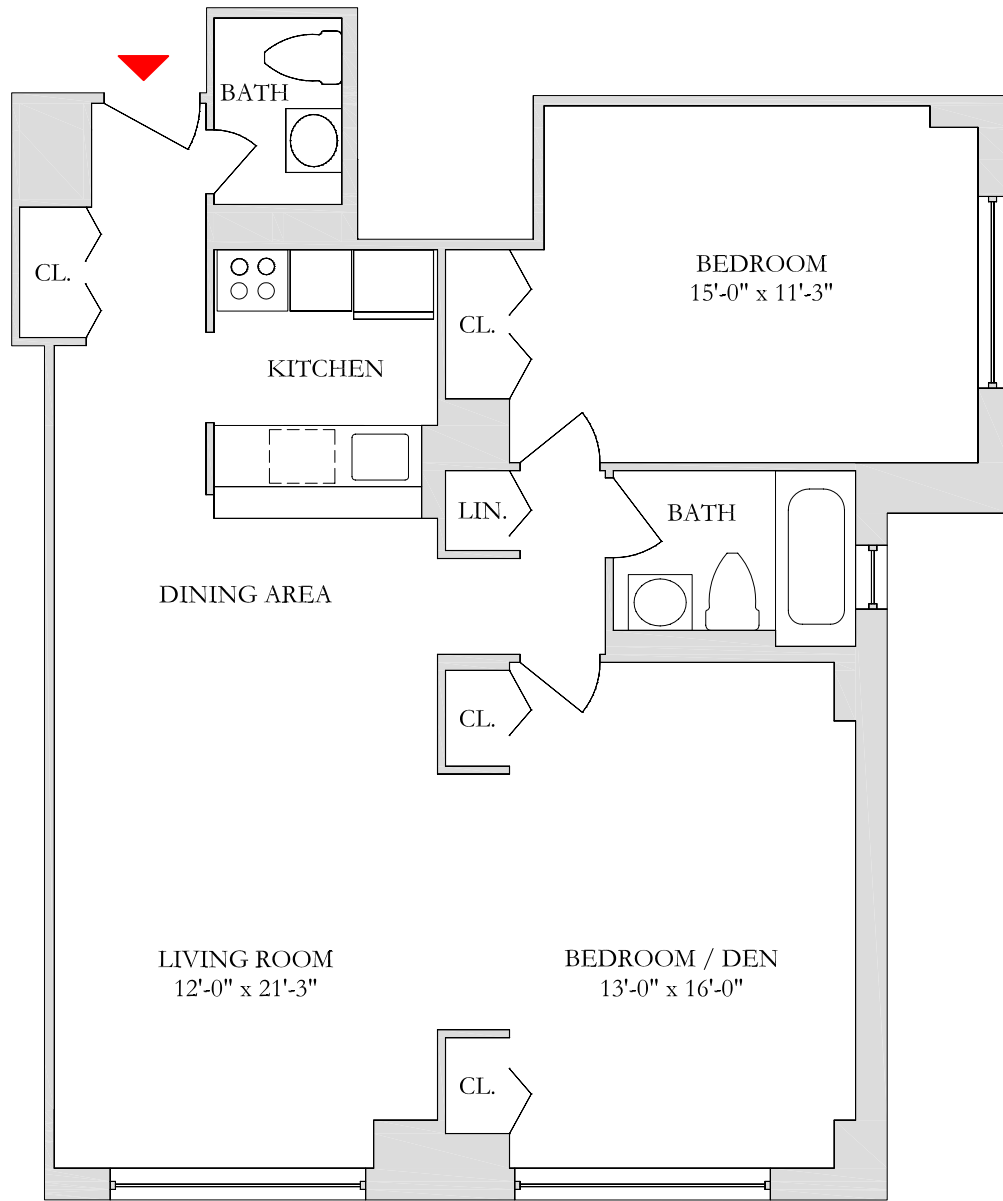 BATH
CL.
BEDROOM
15'-0" x 11'-3"
CL.
KITCHEN
LIN.
BATH
DINING AREA
CL.
LIVING ROOM
12'-0" x 21'-3"
BEDROOM / DEN
13'-0" x 16'-0"
CL.